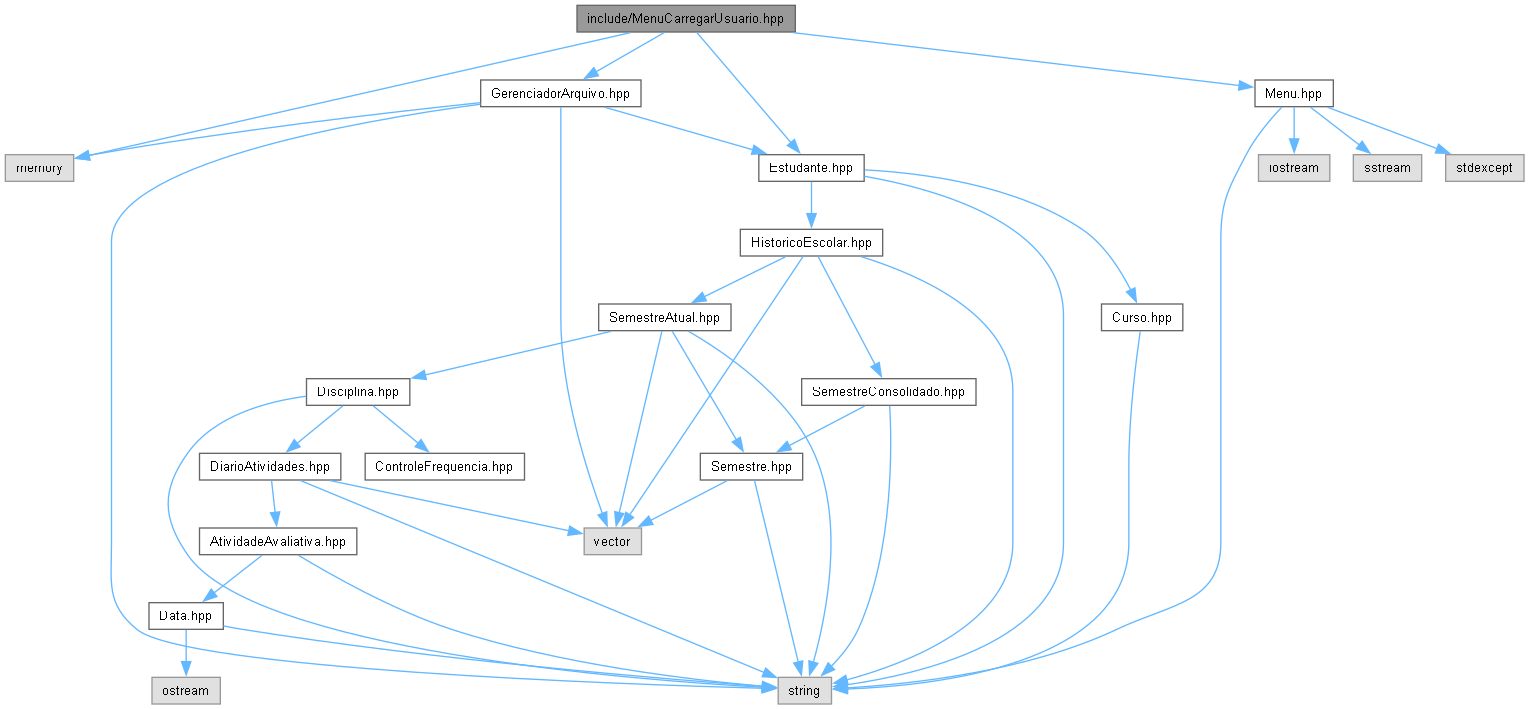 include/MenuCarregarUsuario.hpp
GerenciadorArquivo.hpp
Menu.hpp
memory
Estudante.hpp
iostream
sstream
stdexcept
HistoricoEscolar.hpp
SemestreAtual.hpp
Curso.hpp
Disciplina.hpp
SemestreConsolidado.hpp
DiarioAtividades.hpp
ControleFrequencia.hpp
Semestre.hpp
AtividadeAvaliativa.hpp
vector
Data.hpp
ostream
string